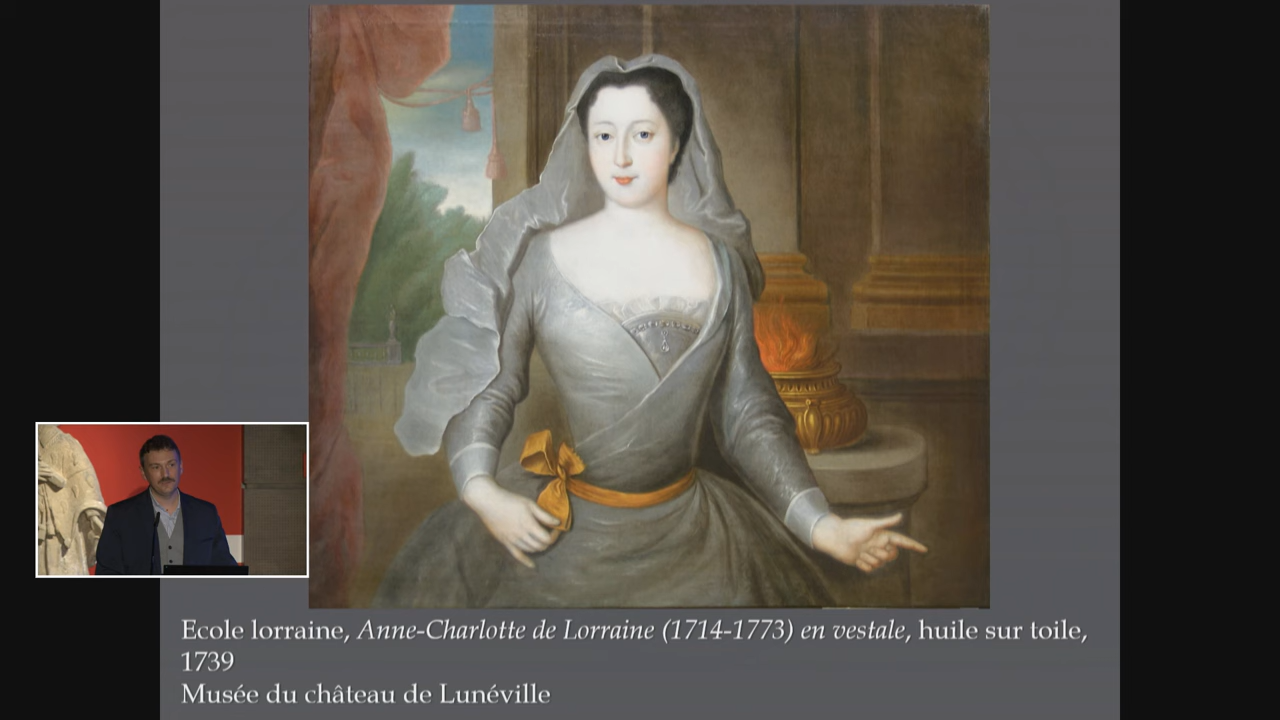 Ecole lorraine, Anne-Charlotte de Lorraine (1714-1773) en vestale, huile sur toile,
1739
Musée du château de Lunéville